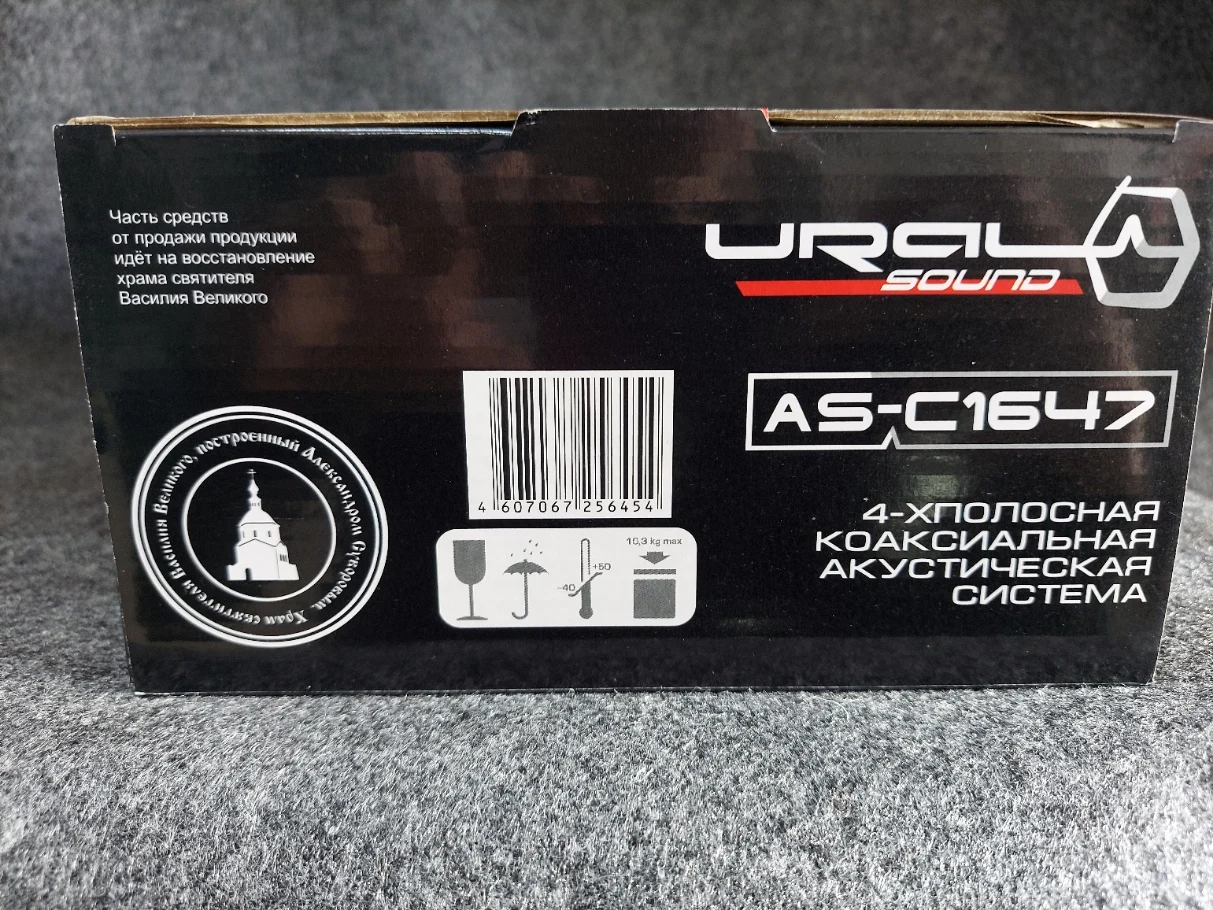 Часть средств
от продажи продукции
идёт на восстановление
храма святителя
Василия Великого
URAL
SOUND
AS-C1647
4-ХПОЛОСНАЯ
КОАКСИАЛЬНАЯ
АКУСТИЧЕСКАЯ
СИСТЕМА
4 607067 256454
-40 +50
10,3 kg max
Храм святителя Василия Великого, построенный Александром Суворовым.